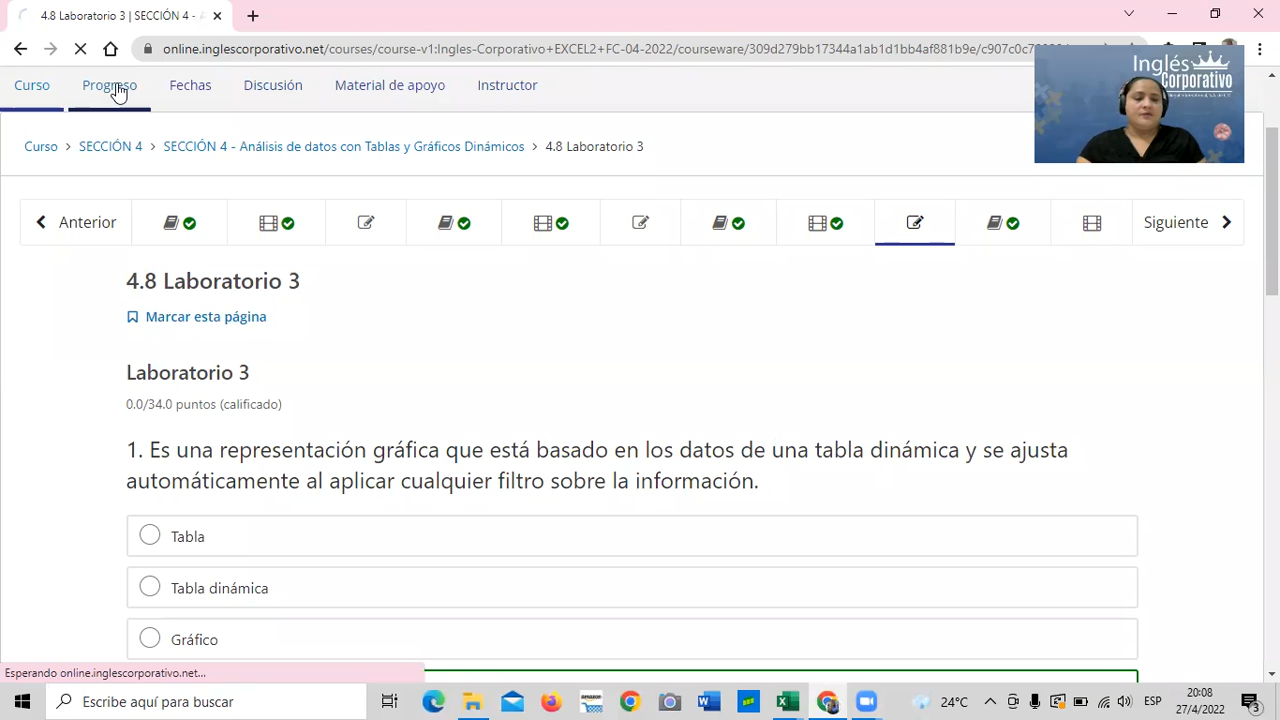 4.8 Laboratorio 3 | SECCIÓN 4 -
online.inglescorporativo.net/courses/course-v1:Ingles-Corporativo+EXCEL2+FC-04-2022/courseware/309d279bb17344a1ab1d1bb4af881b9e/c907c0c7
Curso
Progreso
Fechas
Discusión
Material de apoyo
Instructor
Inglés
Corporativo
Curso > SECCIÓN 4 > SECCIÓN 4 - Análisis de datos con Tablas y Gráficos Dinámicos > 4.8 Laboratorio 3
Anterior
Siguiente
4.8 Laboratorio 3
Marcar esta página
Laboratorio 3
0.0/34.0 puntos (calificado)
1. Es una representación gráfica que está basado en los datos de una tabla dinámica y se ajusta
automáticamente al aplicar cualquier filtro sobre la información.
Tabla
Tabla dinámica
Gráfico
Esperando online.inglescorporativo.net...
Escribe aquí para buscar
amazon
24°C
ESP
20:08
27/4/2022
3